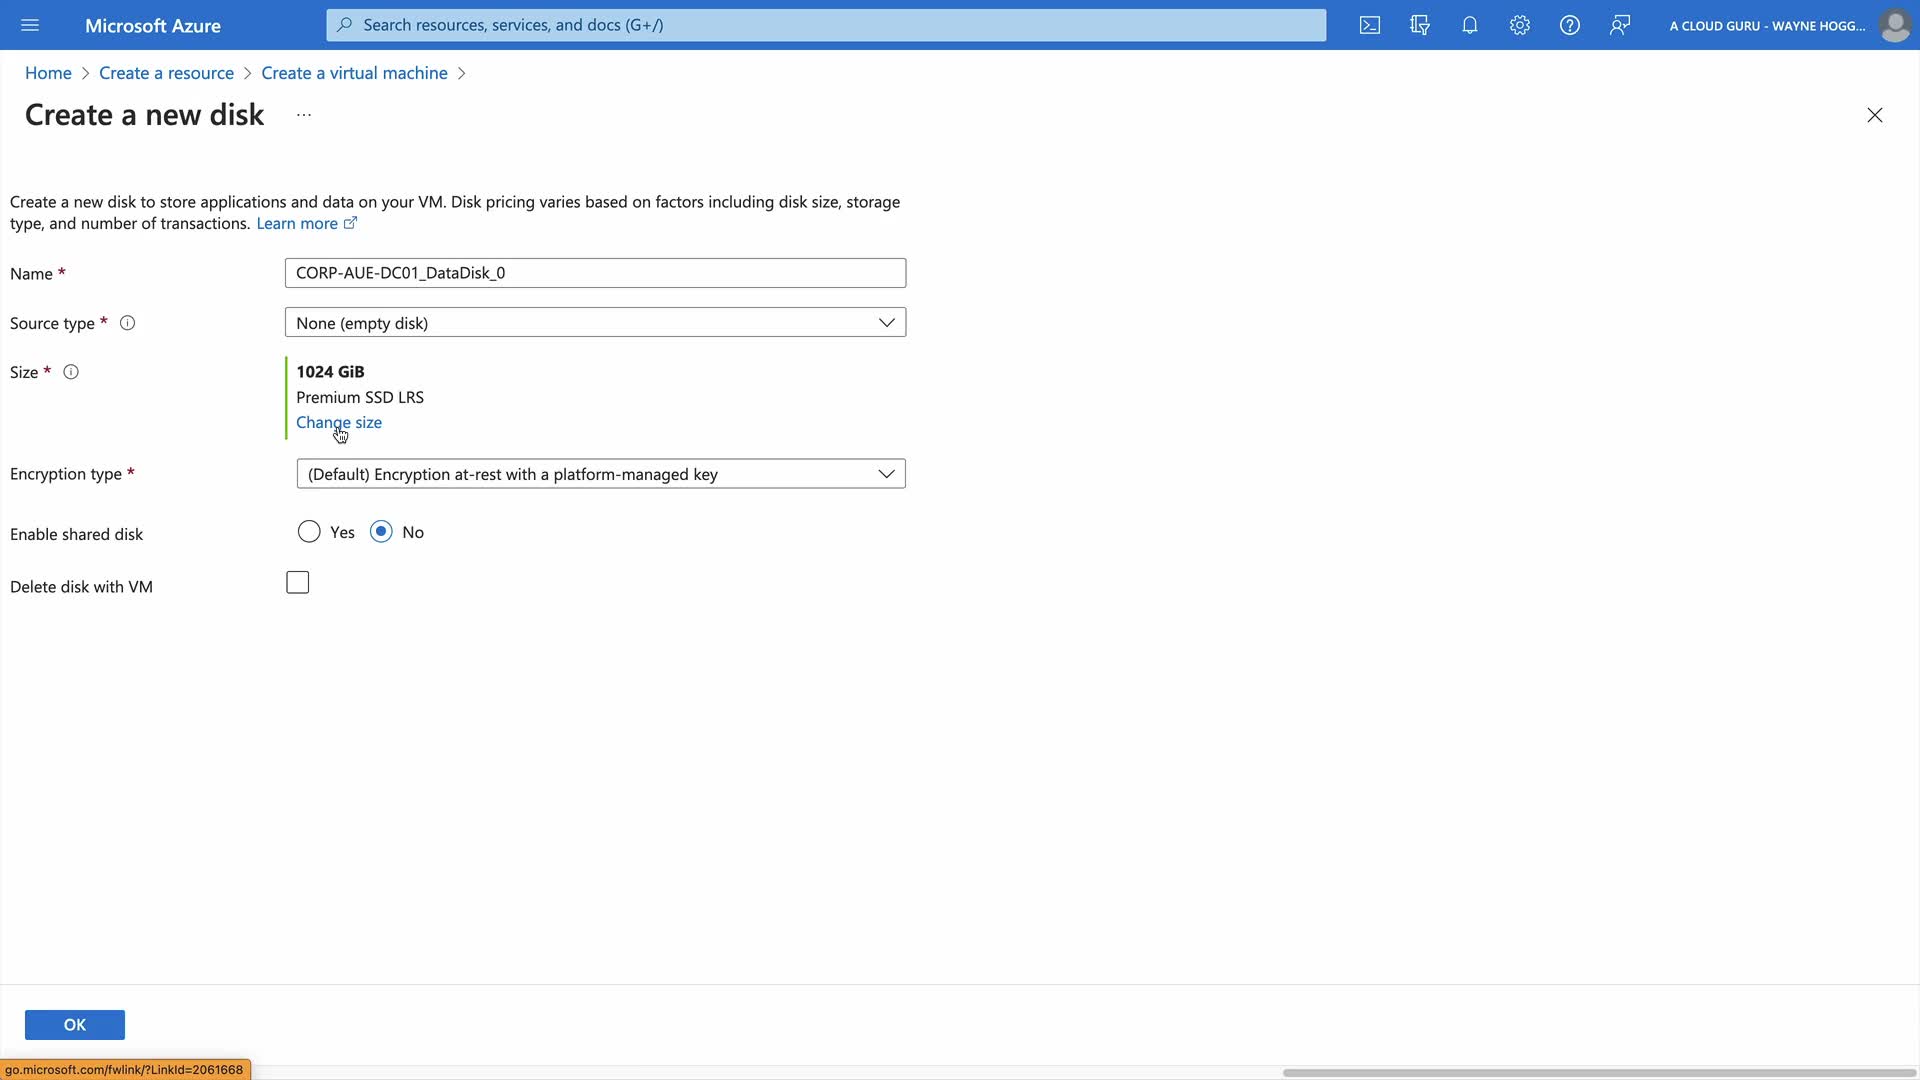 Microsoft Azure
Search resources, services, and docs (G+/)
A CLOUD GURU - WAYNE HOGG...
Home > Create a resource > Create a virtual machine >
Create a new disk ...
Create a new disk to store applications and data on your VM. Disk pricing varies based on factors including disk size, storage
type, and number of transactions. Learn more
Name *
CORP-AUE-DC01_DataDisk_0
Source type *
None (empty disk)
Size *
1024 GiB
Premium SSD LRS
Change size
Encryption type *
(Default) Encryption at-rest with a platform-managed key
Enable shared disk
Yes
No
Delete disk with VM
OK
go.microsoft.com/fwlink/?LinkId=2061668